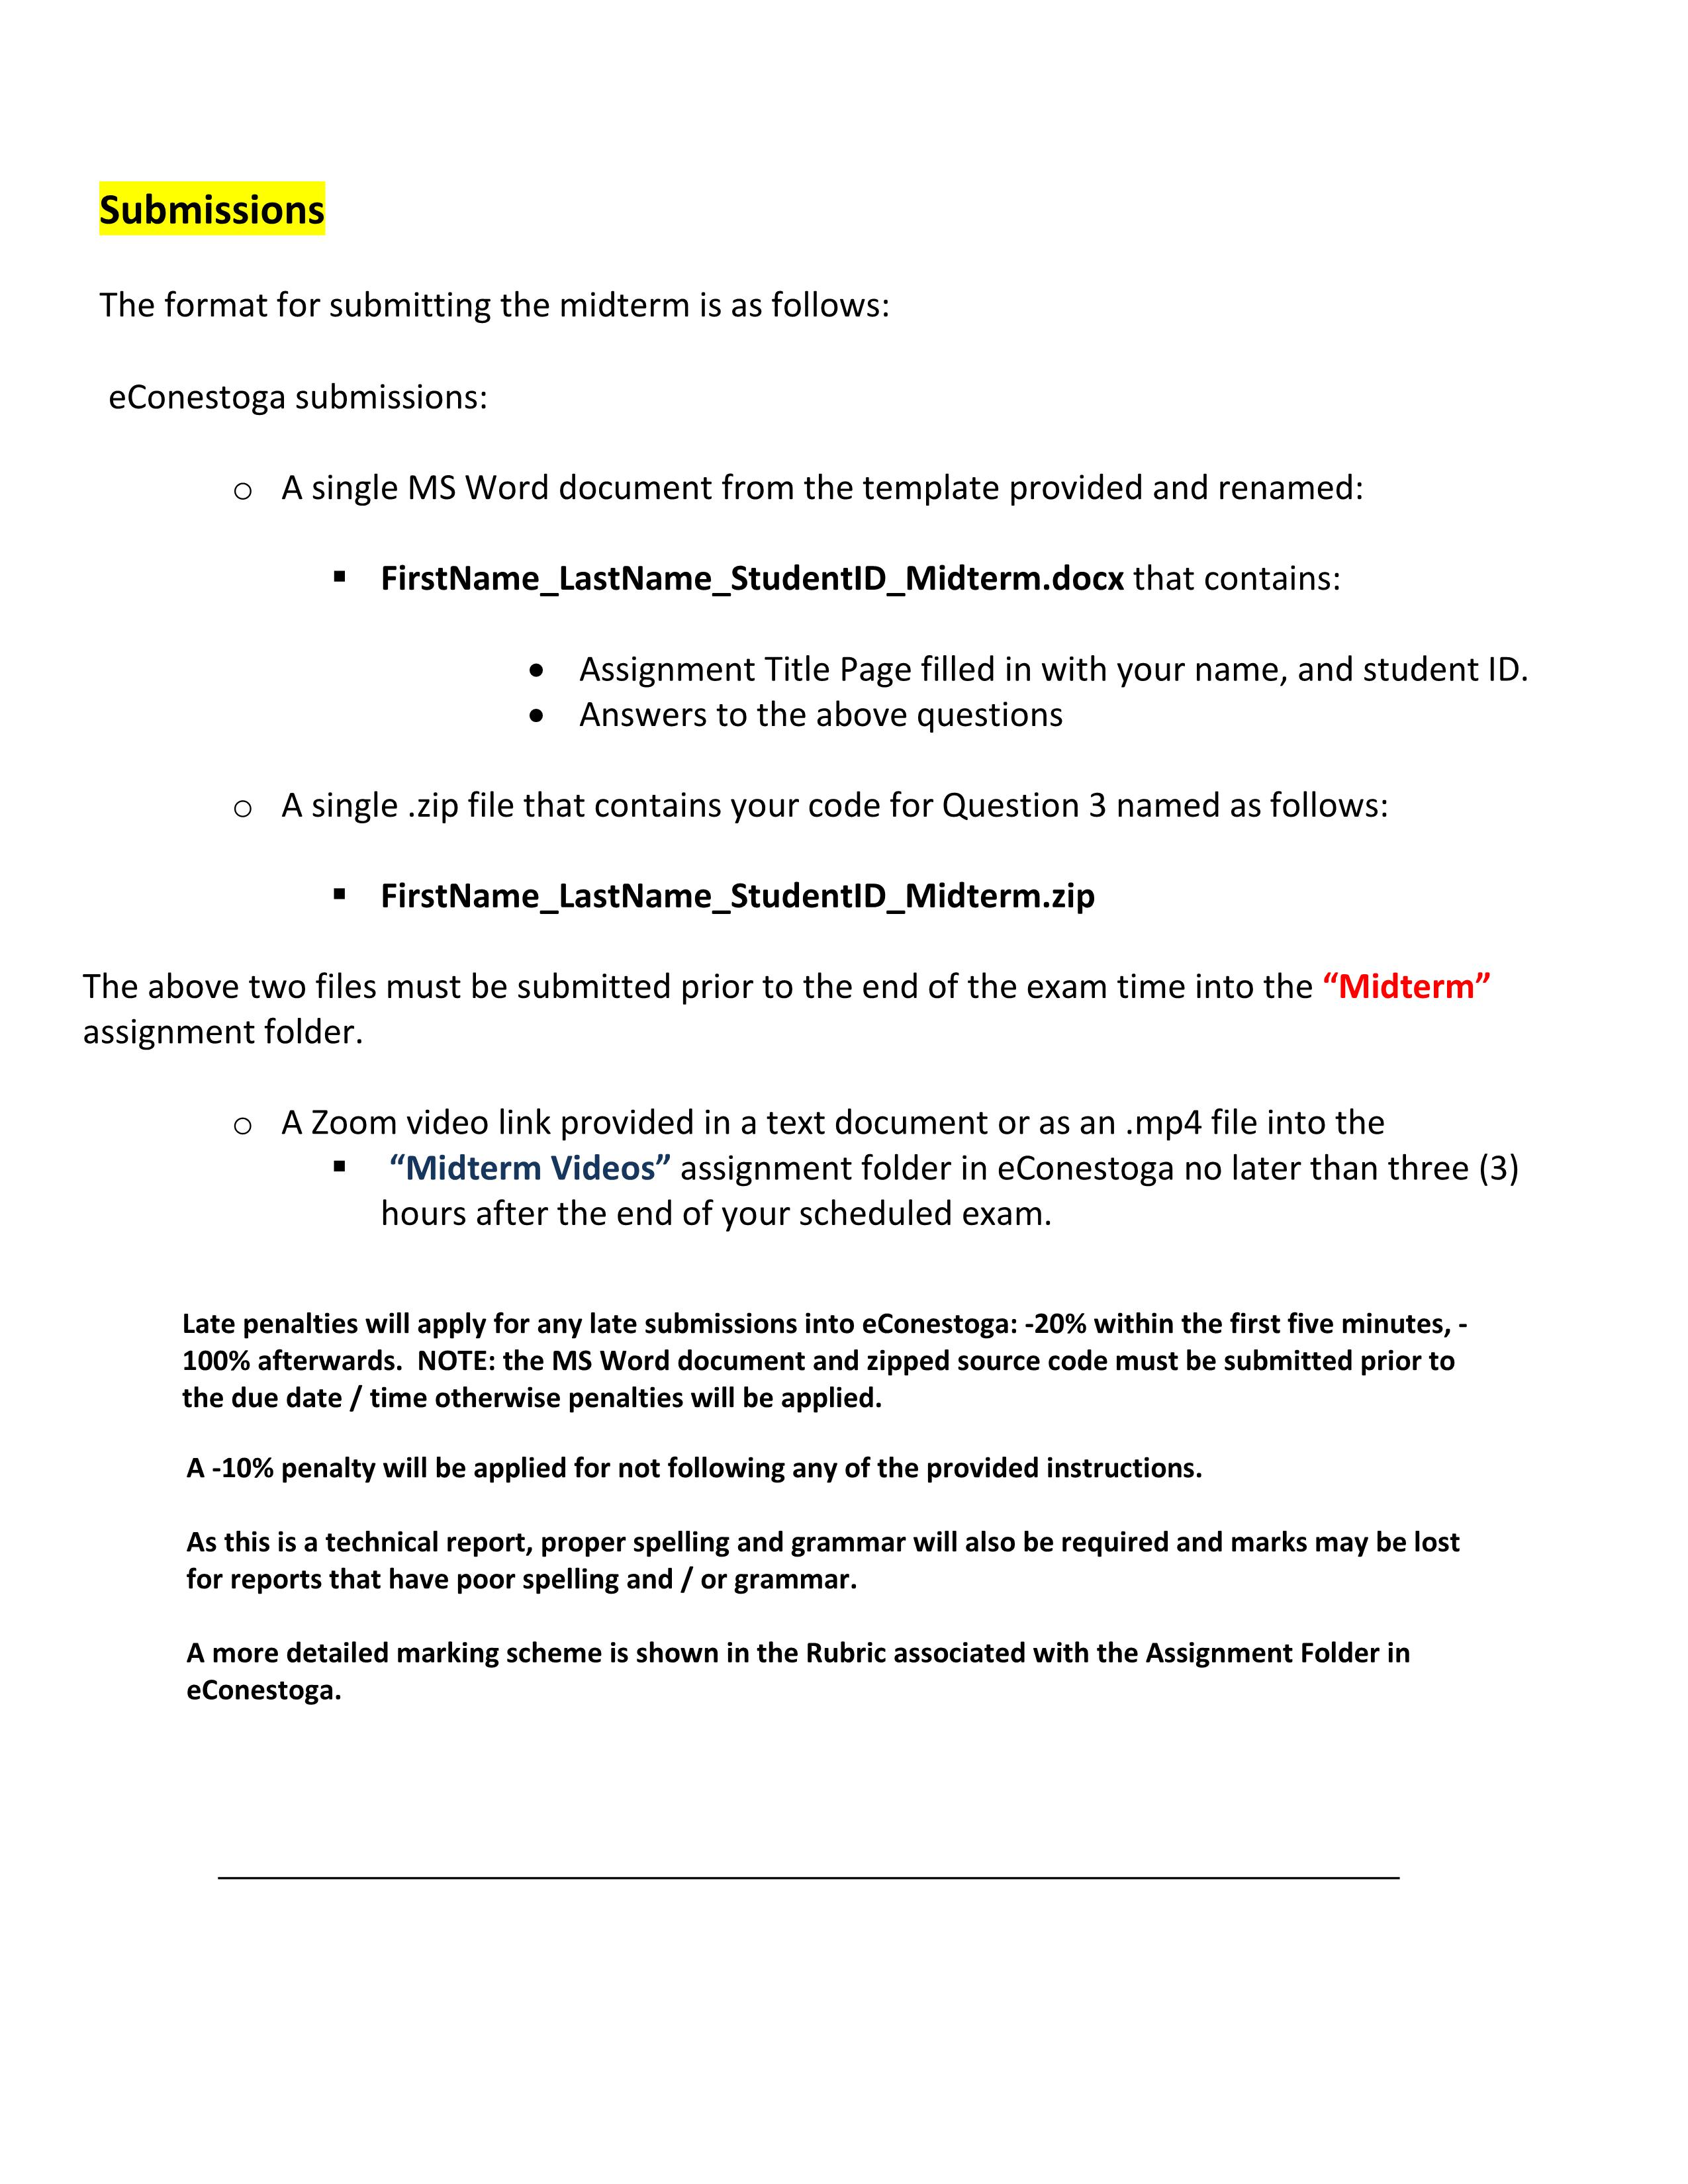 Submissions
The format for submitting the midterm is as follows:
eConestoga submissions:
o A single MS Word document from the template provided and renamed:
▪ FirstName_LastName_StudentID_Midterm.docx that contains:
• Assignment Title Page filled in with your name, and student ID.
• Answers to the above questions
o A single .zip file that contains your code for Question 3 named as follows:
▪ FirstName_LastName_StudentID_Midterm.zip
The above two files must be submitted prior to the end of the exam time into the “Midterm”
assignment folder.
o A Zoom video link provided in a text document or as an .mp4 file into the
▪ “Midterm Videos” assignment folder in eConestoga no later than three (3)
hours after the end of your scheduled exam.
Late penalties will apply for any late submissions into eConestoga: -20% within the first five minutes, -
100% afterwards. NOTE: the MS Word document and zipped source code must be submitted prior to
the due date / time otherwise penalties will be applied.
A -10% penalty will be applied for not following any of the provided instructions.
As this is a technical report, proper spelling and grammar will also be required and marks may be lost
for reports that have poor spelling and / or grammar.
A more detailed marking scheme is shown in the Rubric associated with the Assignment Folder in
eConestoga.